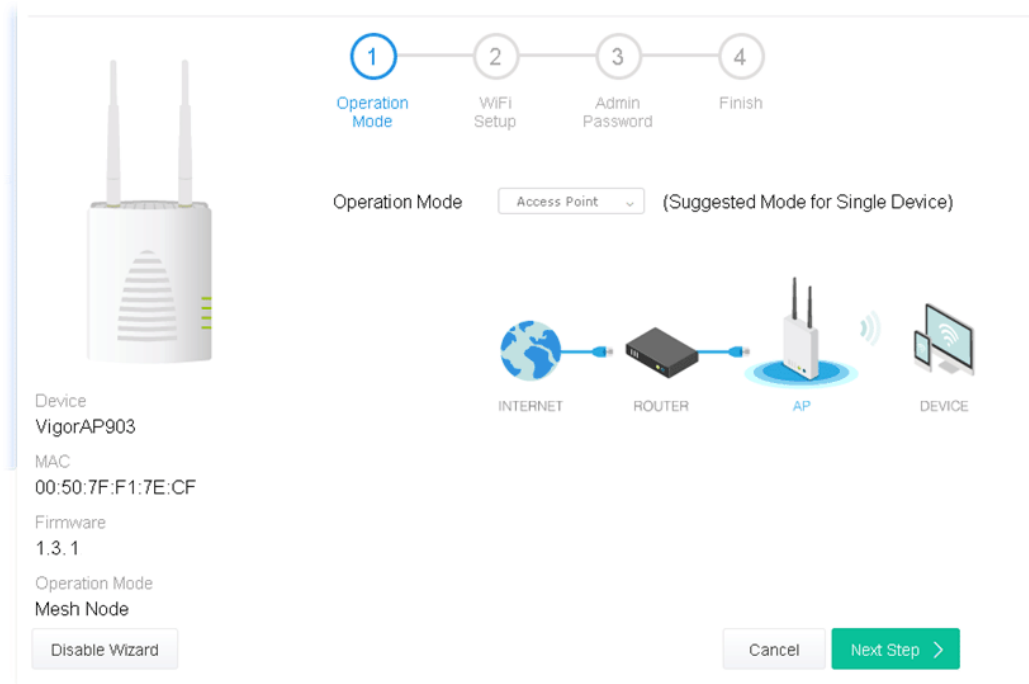 1
2
3
4
Operation
Mode
WiFi
Setup
Admin
Password
Finish
Operation Mode
Access Point
(Suggested Mode for Single Device)
INTERNET
ROUTER
AP
DEVICE
Device
VigorAP903
MAC
00:50:7F:F1:7E:CF
Firmware
1.3.1
Operation Mode
Mesh Node
Disable Wizard
Cancel
Next Step